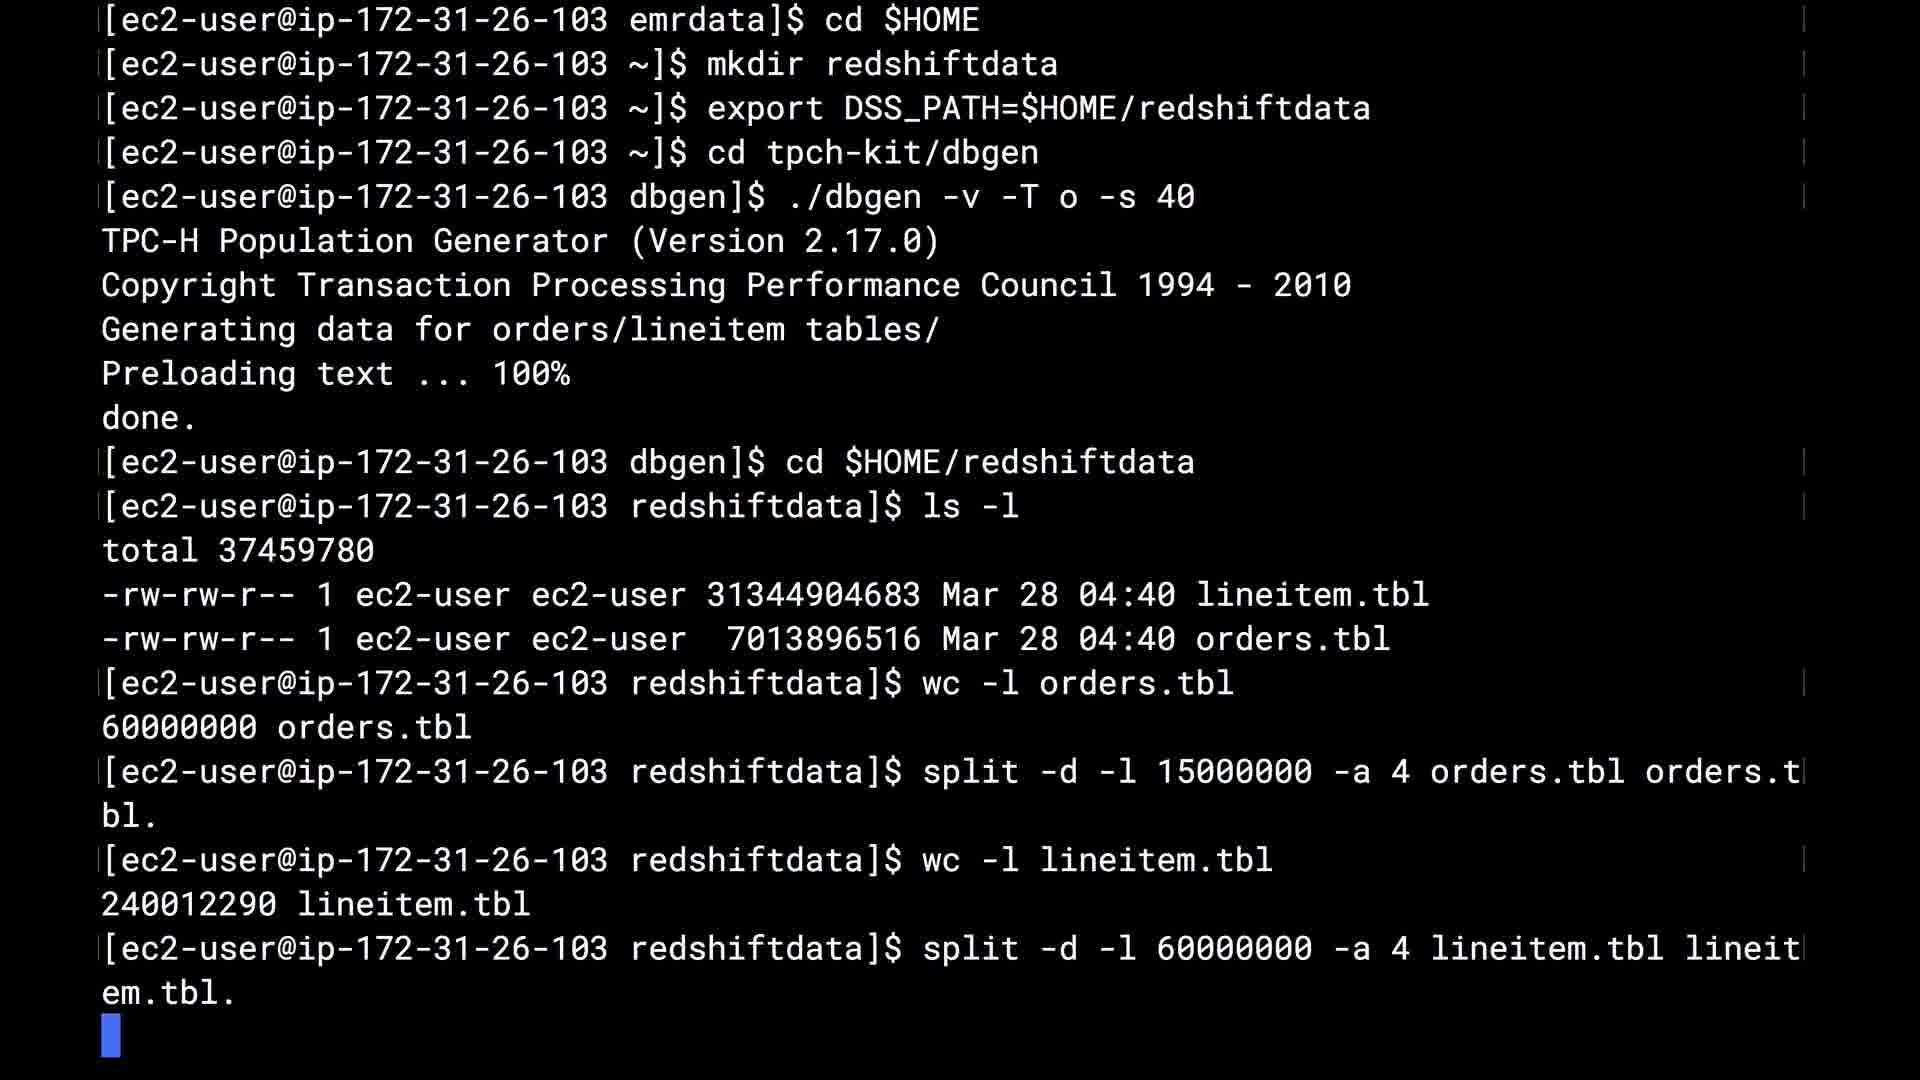 [ec2-user@ip-172-31-26-103 emrdata]$ cd $HOME
[ec2-user@ip-172-31-26-103 ~]$ mkdir redshiftdata
[ec2-user@ip-172-31-26-103 ~]$ export DSS_PATH=$HOME/redshiftdata
[ec2-user@ip-172-31-26-103 ~]$ cd tpch-kit/dbgen
[ec2-user@ip-172-31-26-103 dbgen]$ ./dbgen -v -T o -s 40
TPC-H Population Generator (Version 2.17.0)
Copyright Transaction Processing Performance Council 1994 - 2010
Generating data for orders/lineitem tables/
Preloading text ... 100%
done.
[ec2-user@ip-172-31-26-103 dbgen]$ cd $HOME/redshiftdata
[ec2-user@ip-172-31-26-103 redshiftdata]$ ls -l
total 37459780
-rw-rw-r-- 1 ec2-user ec2-user 31344904683 Mar 28 04:40 lineitem.tbl
-rw-rw-r-- 1 ec2-user ec2-user  7013896516 Mar 28 04:40 orders.tbl
[ec2-user@ip-172-31-26-103 redshiftdata]$ wc -l orders.tbl
60000000 orders.tbl
[ec2-user@ip-172-31-26-103 redshiftdata]$ split -d -l 15000000 -a 4 orders.tbl orders.t
bl.
[ec2-user@ip-172-31-26-103 redshiftdata]$ wc -l lineitem.tbl
240012290 lineitem.tbl
[ec2-user@ip-172-31-26-103 redshiftdata]$ split -d -l 60000000 -a 4 lineitem.tbl lineit
em.tbl.